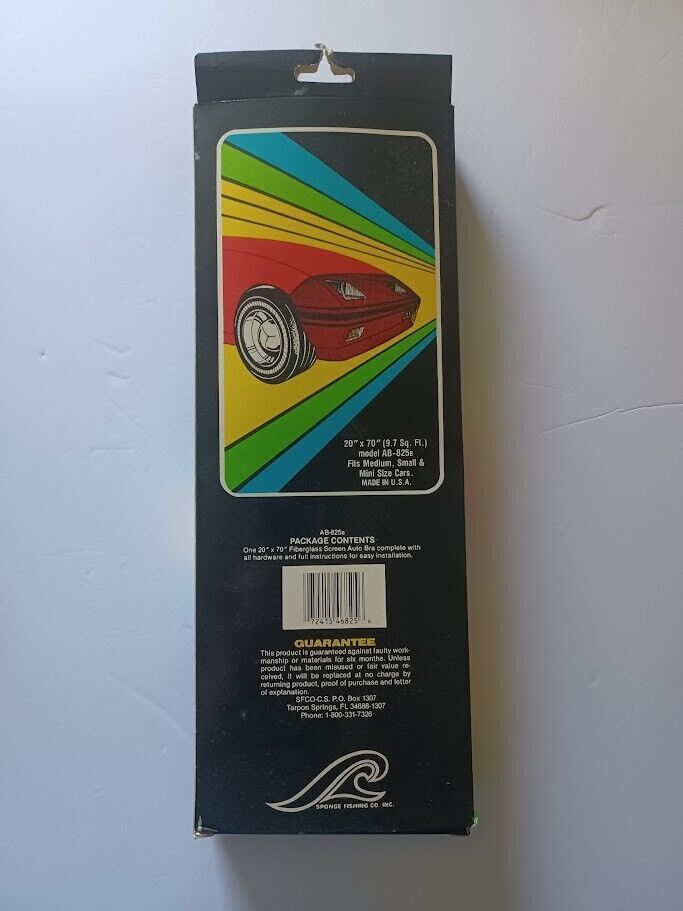 20" x 70" (9.7 Sq. Ft.)
model AB-825s
Fits Medium, Small &
Mini Size Cars.
MADE IN U.S.A.
AB-825s
PACKAGE CONTENTS
One 20" x 70" Fiberglass Screen Auto Bra complete with
all hardware and full instructions for easy installation.
72415 46825 6
GUARANTEE
This product is guaranteed against faulty work-
manship or materials for six months. Unless
product has been misused or fair value re-
ceived, it will be replaced at no charge by
returning product, proof of purchase and letter
of explanation.
SFCO-C.S. P.O. Box 1307
Tarpon Springs, FL 34688-1307
Phone: 1-800-331-7326
SPONGE FISHING CO. INC.